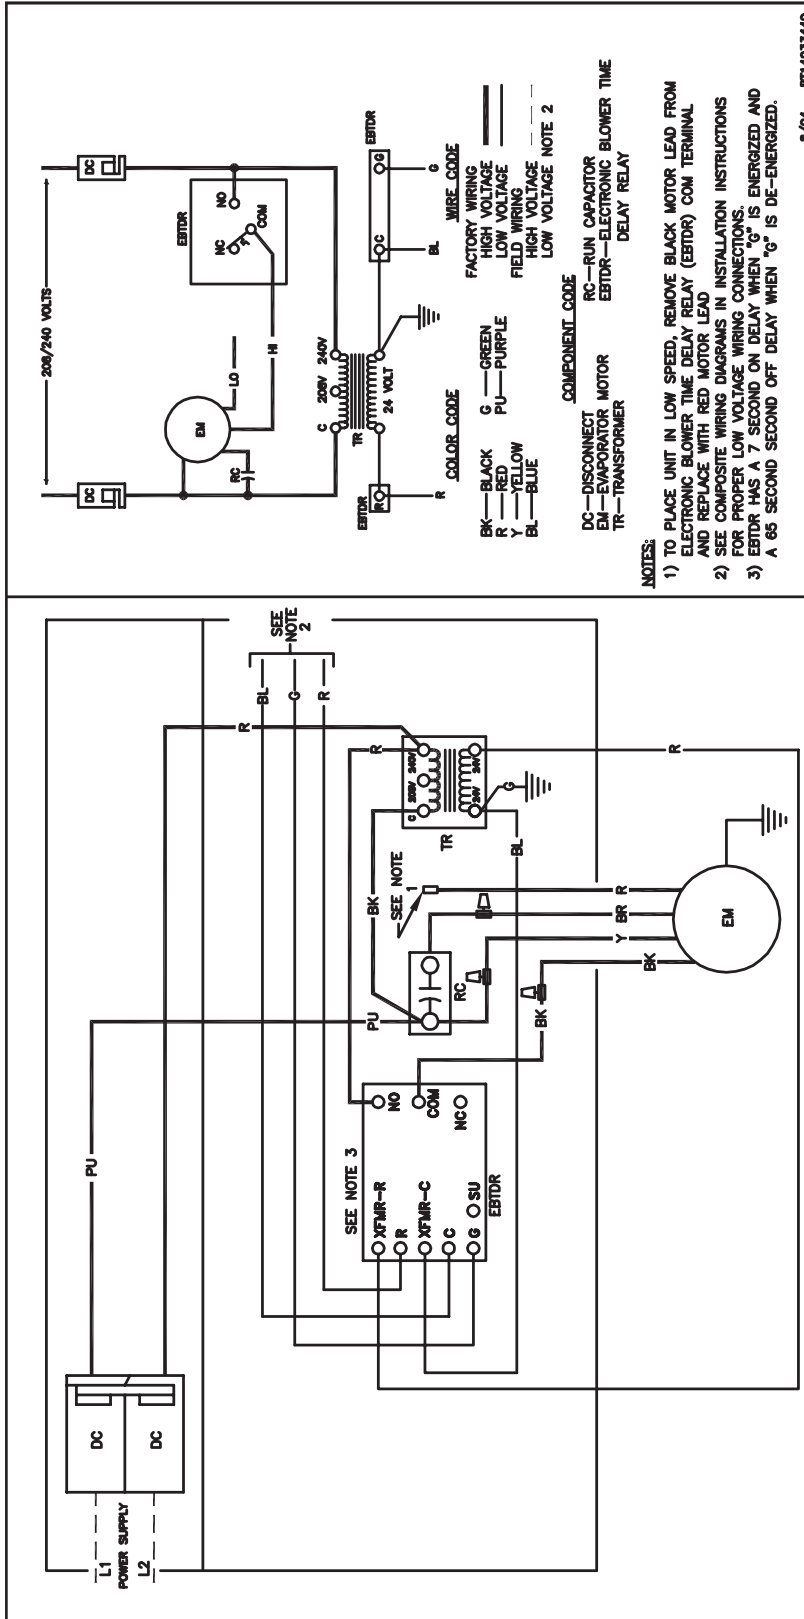 208/240 VOLTS
DC
DC
EBTDR
NO
NC
COM
LO
HI
EM
RC
C 208V 240V
TR
24 VOLT
EBTDR
R
R
EBTDR
C G
BL G
COLOR CODE
BK—BLACK
R —RED
Y —YELLOW
BL—BLUE
G —GREEN
PU—PURPLE
WIRE CODE
FACTORY WIRING
HIGH VOLTAGE
LOW VOLTAGE
FIELD WIRING
HIGH VOLTAGE
LOW VOLTAGE NOTE 2
COMPONENT CODE
DC—DISCONNECT
EM—EVAPORATOR MOTOR
TR—TRANSFORMER
RC—RUN CAPACITOR
EBTDR—ELECTRONIC BLOWER TIME
DELAY RELAY
NOTES:
1) TO PLACE UNIT IN LOW SPEED, REMOVE BLACK MOTOR LEAD FROM
ELECTRONIC BLOWER TIME DELAY RELAY (EBTDR) COM TERMINAL
AND REPLACE WITH RED MOTOR LEAD
2) SEE COMPOSITE WIRING DIAGRAMS IN INSTALLATION INSTRUCTIONS
FOR PROPER LOW VOLTAGE WIRING CONNECTIONS.
3) EBTDR HAS A 7 SECOND ON DELAY WHEN "G" IS ENERGIZED AND
A 65 SECOND SECOND OFF DELAY WHEN "G" IS DE-ENERGIZED.
L1
POWER SUPPLY
L2
DC
DC
PU
R
SEE
NOTE
2
BL
G
R
SEE NOTE 3
XFMR-R
R
XFMR-C
C
G
SU
NO
COM
NC
EBTDR
PU
BK
R
SEE NOTE
1
RC
C 208V 240V
24V 24V
TR
G
BL
R
BK
BK
Y
BR
R
EM